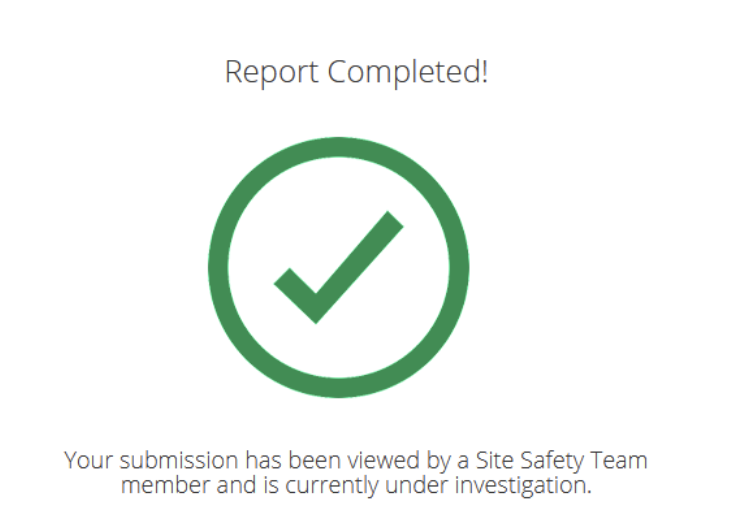 Report Completed!
Your submission has been viewed by a Site Safety Team
member and is currently under investigation.